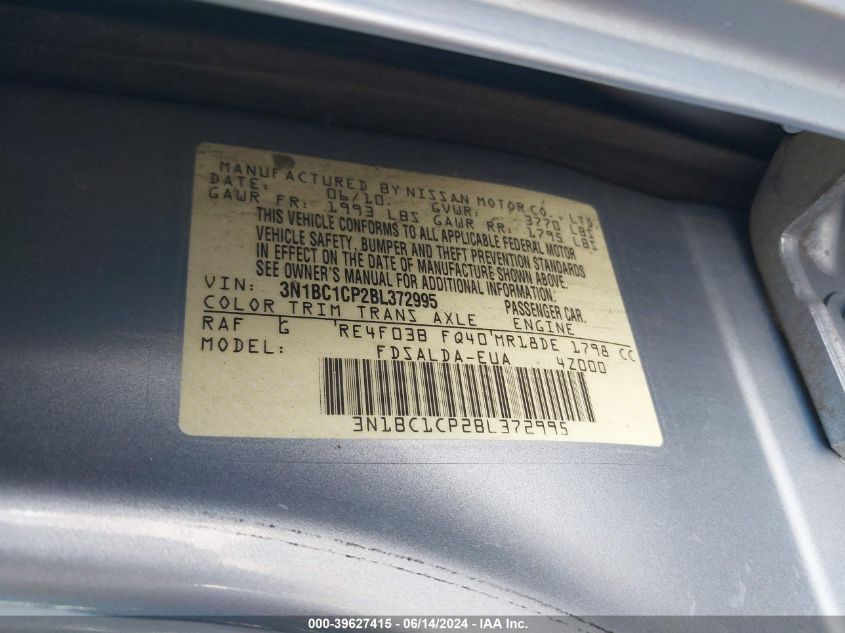 MANUFACTURED BY NISSAN MOTOR CO., LTD.
DATE: 06/10 GVWR: 3770 LBS
GAWR FR: 1993 LBS GAWR RR: 1795 LBS
THIS VEHICLE CONFORMS TO ALL APPLICABLE FEDERAL MOTOR
VEHICLE SAFETY, BUMPER AND THEFT PREVENTION STANDARDS
IN EFFECT ON THE DATE OF MANUFACTURE SHOWN ABOVE.
SEE OWNER'S MANUAL FOR ADDITIONAL INFORMATION.
VIN: 3N1BC1CP2BL372995 PASSENGER CAR.
COLOR TRIM TRANS AXLE ENGINE
RAF G RE4F03B FQ40 MR18DE 1798 CC
MODEL: FDSALDA-EUA 4Z000
3N1BC1CP2BL372995
000-39627415 - 06/14/2024 - IAA Inc.